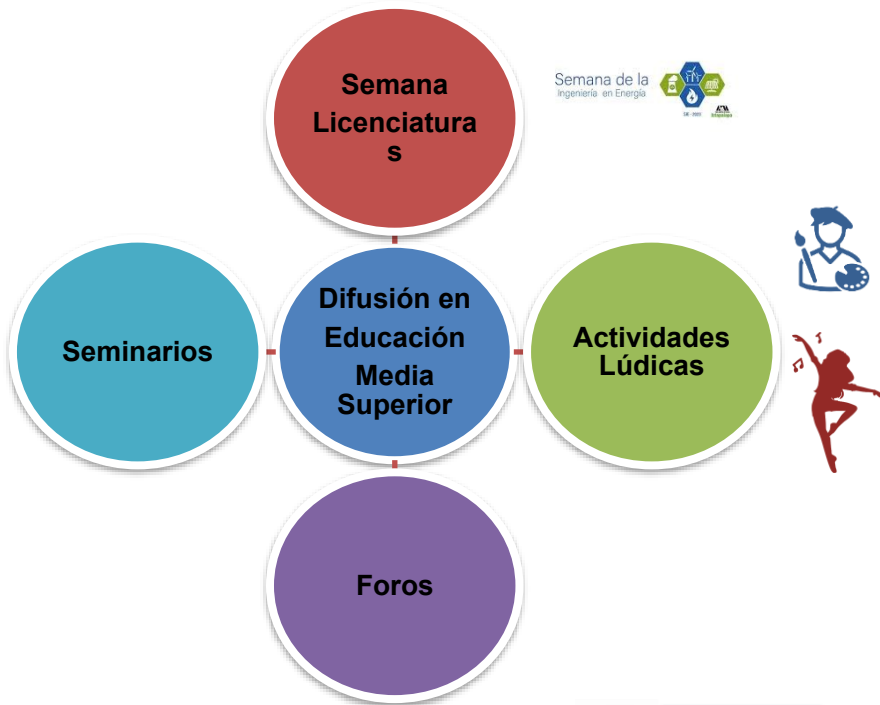 Semana
Licenciatura
s
Semana de la
Ingeniería en Energía
Difusión en
Educación
Media
Superior
Seminarios
Actividades
Lúdicas
Foros